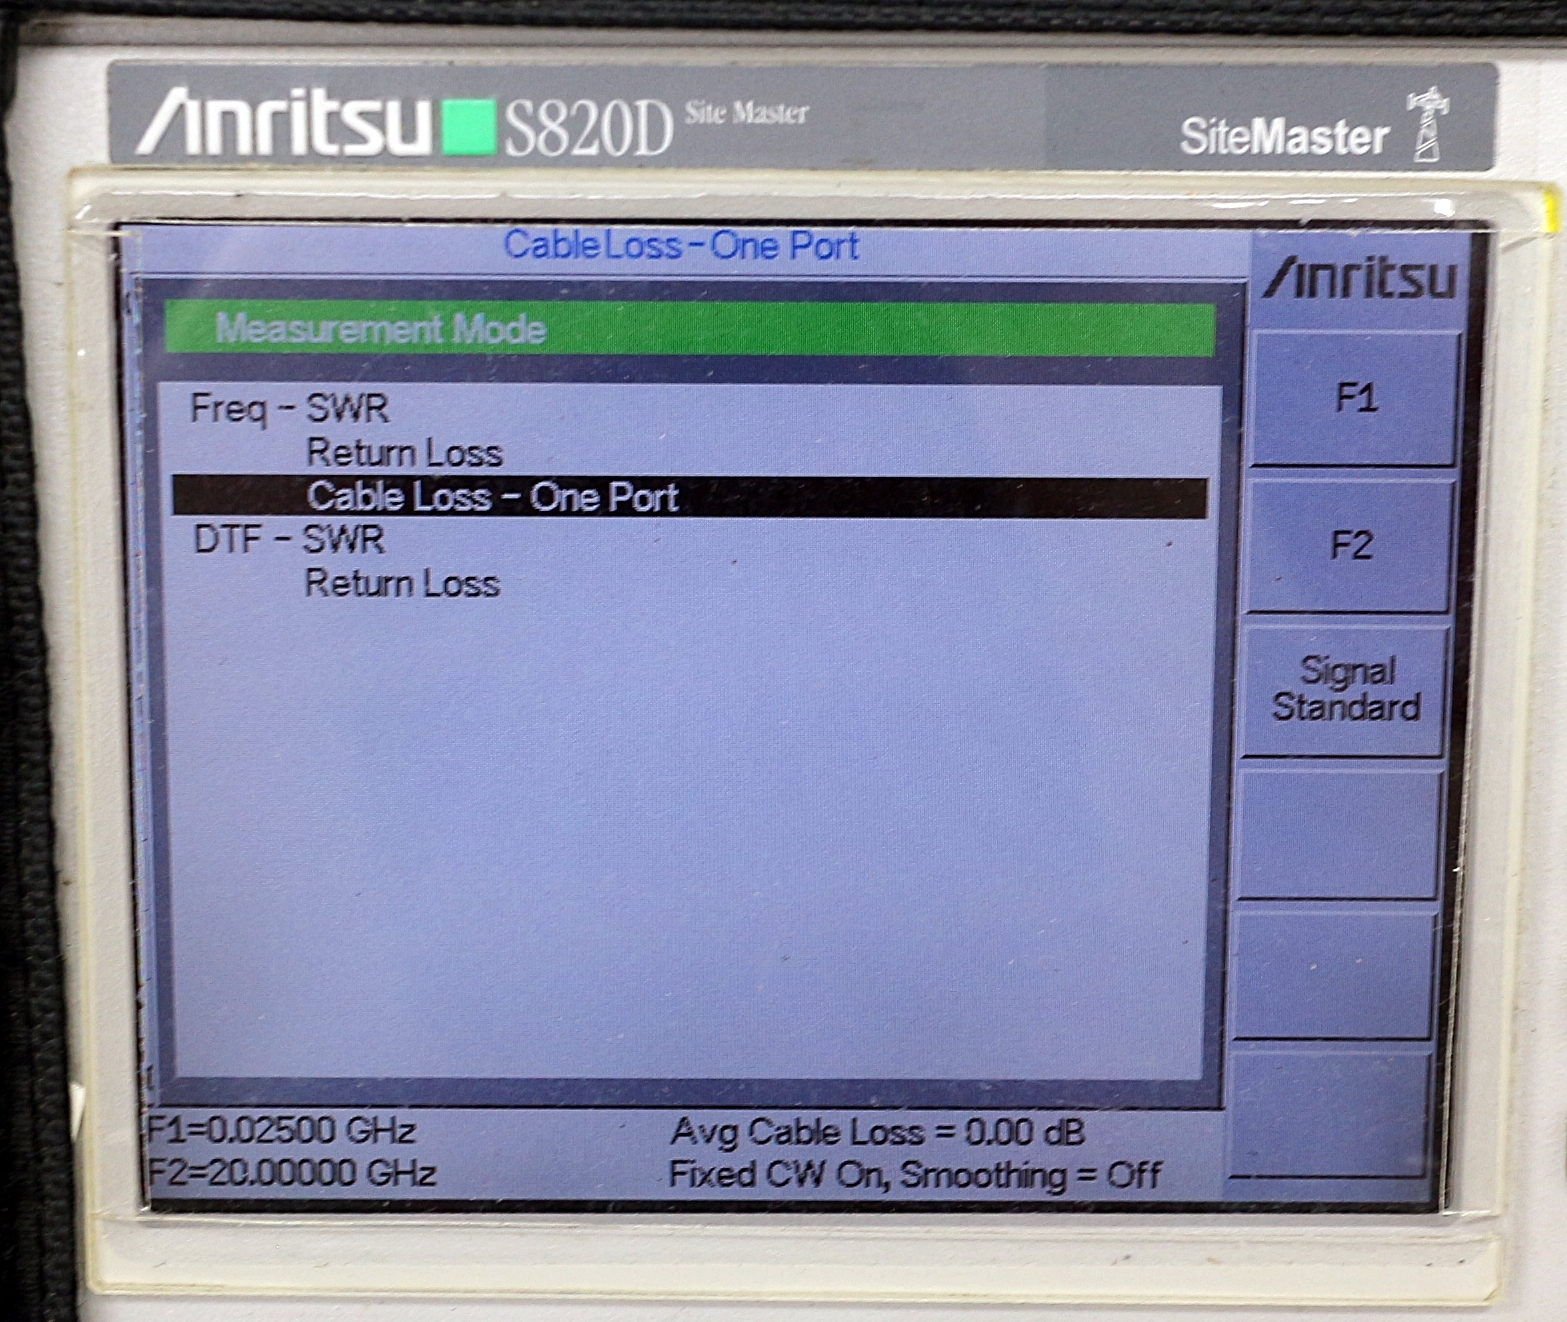 Anritsu S820D Site Master
SiteMaster
Cable Loss - One Port
Anritsu
Measurement Mode
Freq - SWR
Return Loss
Cable Loss - One Port
DTF - SWR
Return Loss
F1
F2
Signal
Standard
F1=0.02500 GHz
F2=20.00000 GHz
Avg Cable Loss = 0.00 dB
Fixed CW On, Smoothing = Off